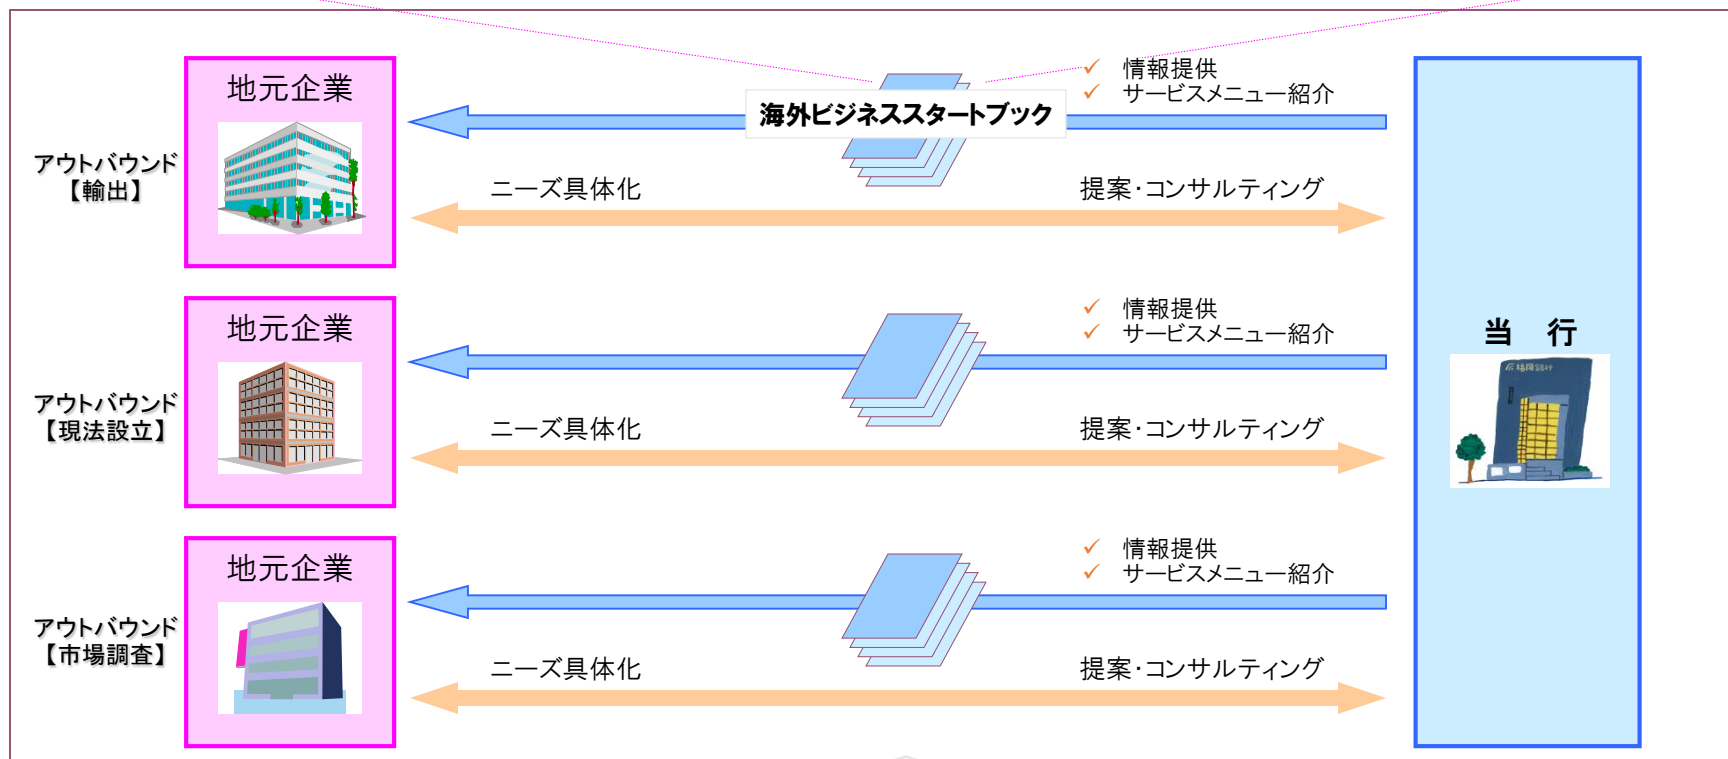 地元企業
アウトバウンド
【輸出】
海外ビジネススタートブック
✓ 情報提供
✓ サービスメニュー紹介
ニーズ具体化
提案・コンサルティング
地元企業
アウトバウンド
【現法設立】
✓ 情報提供
✓ サービスメニュー紹介
ニーズ具体化
提案・コンサルティング
地元企業
アウトバウンド
【市場調査】
✓ 情報提供
✓ サービスメニュー紹介
ニーズ具体化
提案・コンサルティング
当 行
福岡銀行